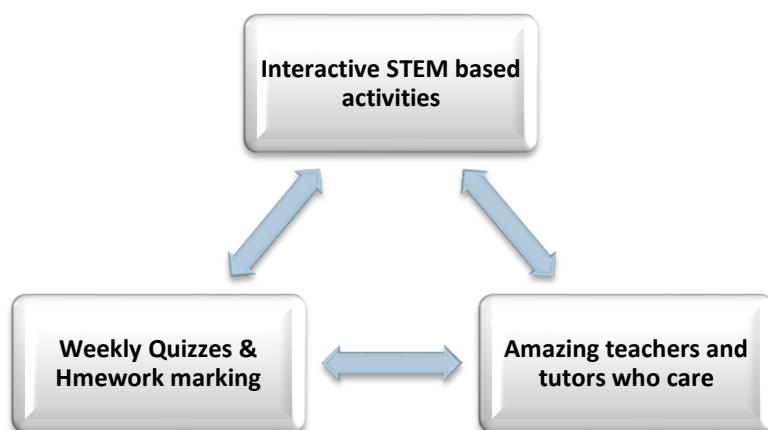 Interactive STEM based
activities
Weekly Quizzes &
Hmework marking
Amazing teachers and
tutors who care